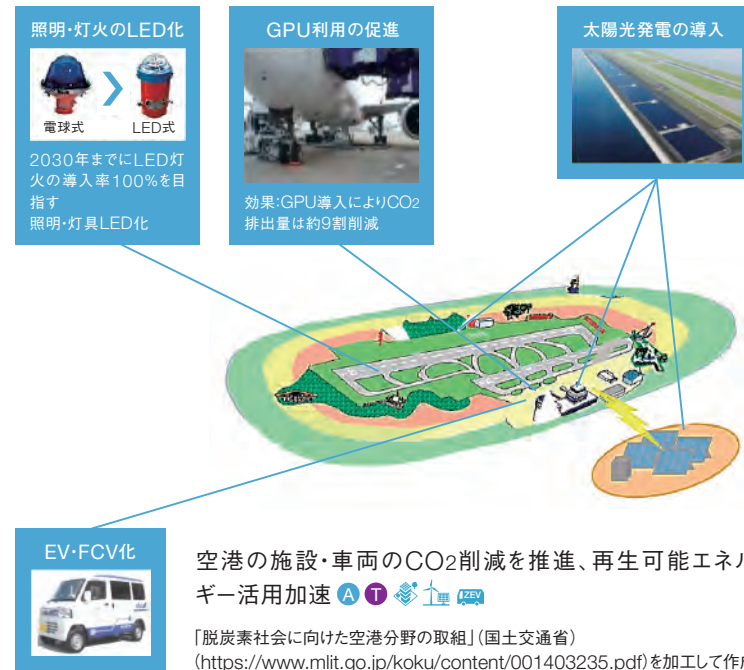 照明・灯火のLED化
電球式
LED式
2030年までにLED灯
火の導入率100%を目
指す
照明・灯具LED化
GPU利用の促進
効果:GPU導入によりCO2
排出量は約9割削減
太陽光発電の導入
EV・FCV化
空港の施設・車両のCO2削減を推進、再生可能エネル
ギー活用加速 A T ZEV
「脱炭素社会に向けた空港分野の取組」(国土交通省)
(https://www.mlit.go.jp/koku/content/001403235.pdf)を加工して作成